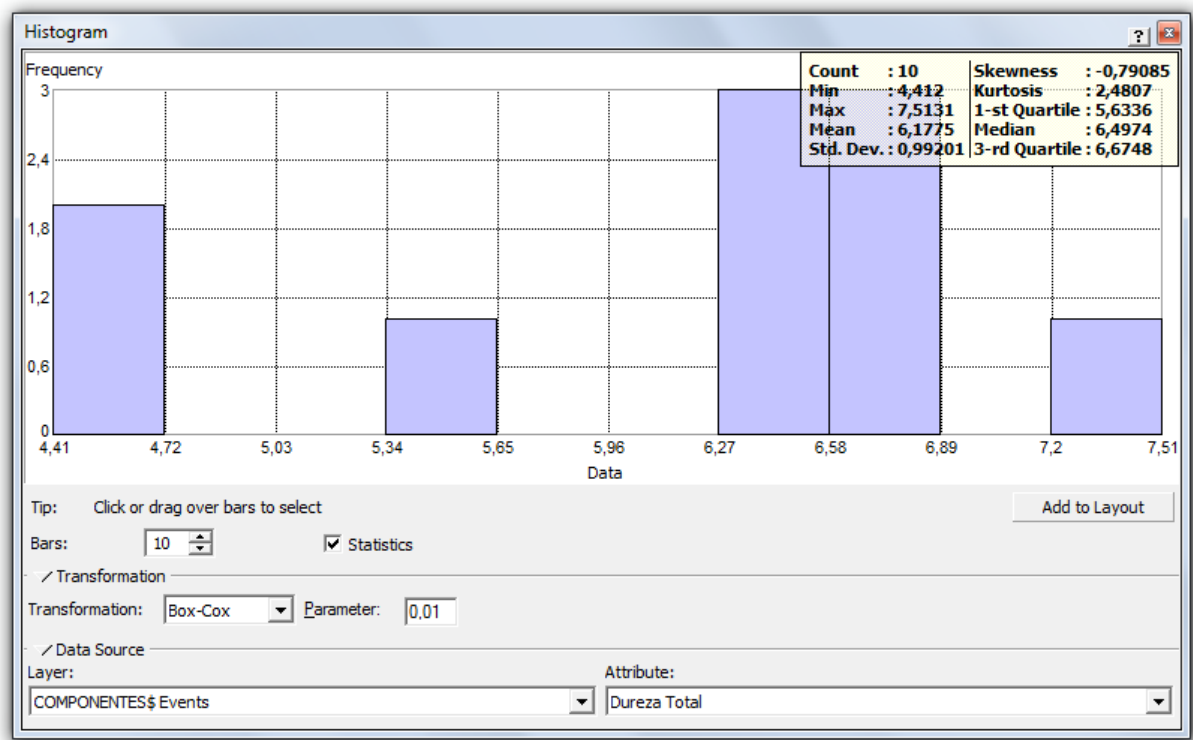 Histogram
Frequency
Count : 10 Skewness : -0,79085
Min : 4,412 Kurtosis : 2,4807
Max : 7,5131 1-st Quartile : 5,6336
Mean : 6,1775 Median : 6,4974
Std. Dev. : 0,99201 3-rd Quartile : 6,6748
3
2,4
1,8
1,2
0,6
0
4,41 4,72 5,03 5,34 5,65 5,96 6,27 6,58 6,89 7,2 7,51
Data
Tip: Click or drag over bars to select Add to Layout
Bars: 10 Statistics
Transformation
Transformation: Box-Cox Parameter: 0,01
Data Source
Layer: Attribute:
COMPONENTES$ Events Dureza Total